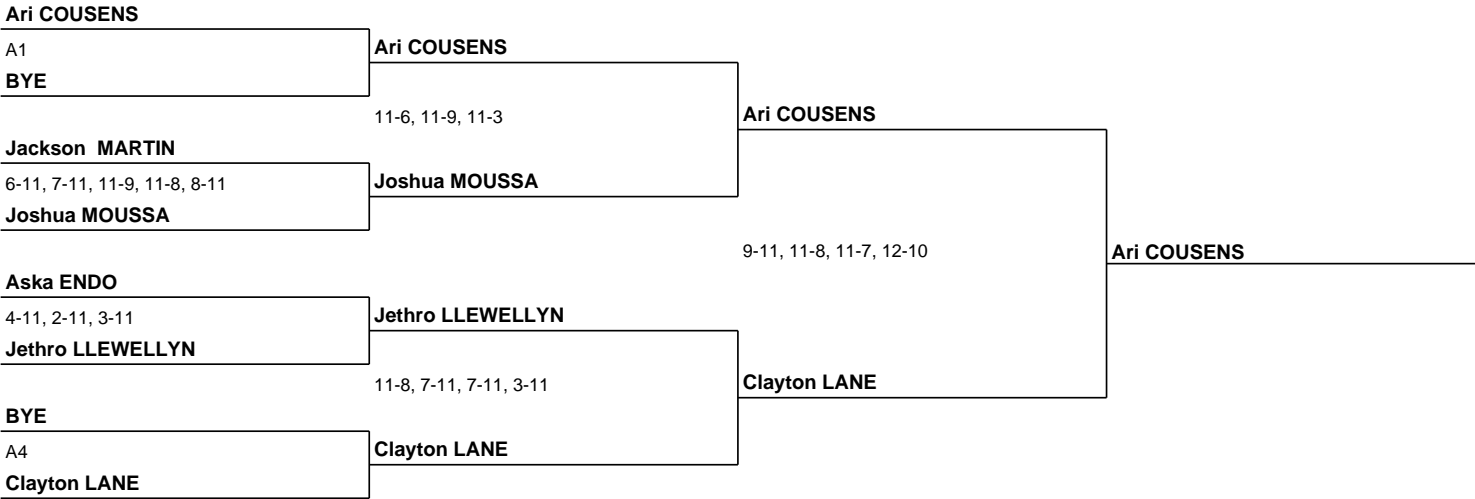 Ari COUSENS
A1
Ari COUSENS
BYE
11-6, 11-9, 11-3
Ari COUSENS
Jackson  MARTIN
6-11, 7-11, 11-9, 11-8, 8-11
Joshua MOUSSA
Joshua MOUSSA
9-11, 11-8, 11-7, 12-10
Ari COUSENS
Aska ENDO
4-11, 2-11, 3-11
Jethro LLEWELLYN
Jethro LLEWELLYN
11-8, 7-11, 7-11, 3-11
Clayton LANE
BYE
A4
Clayton LANE
Clayton LANE